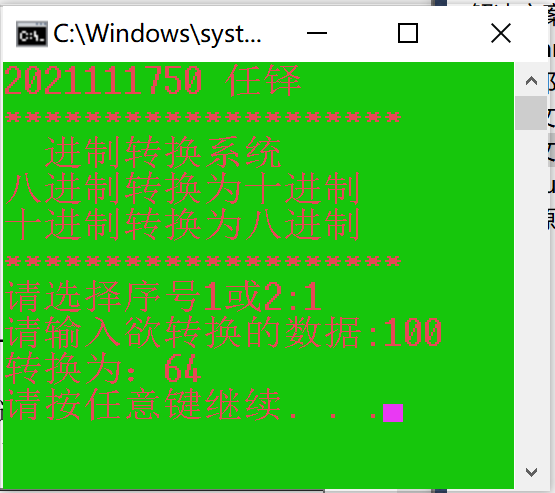 C:\Windows\syst...
2021111750 任铎
********************
进制转换系统
八进制转换为十进制
十进制转换为八进制
********************
请选择序号1或2:1
请输入欲转换的数据:100
转换为: 64
请按任意键继续. . .